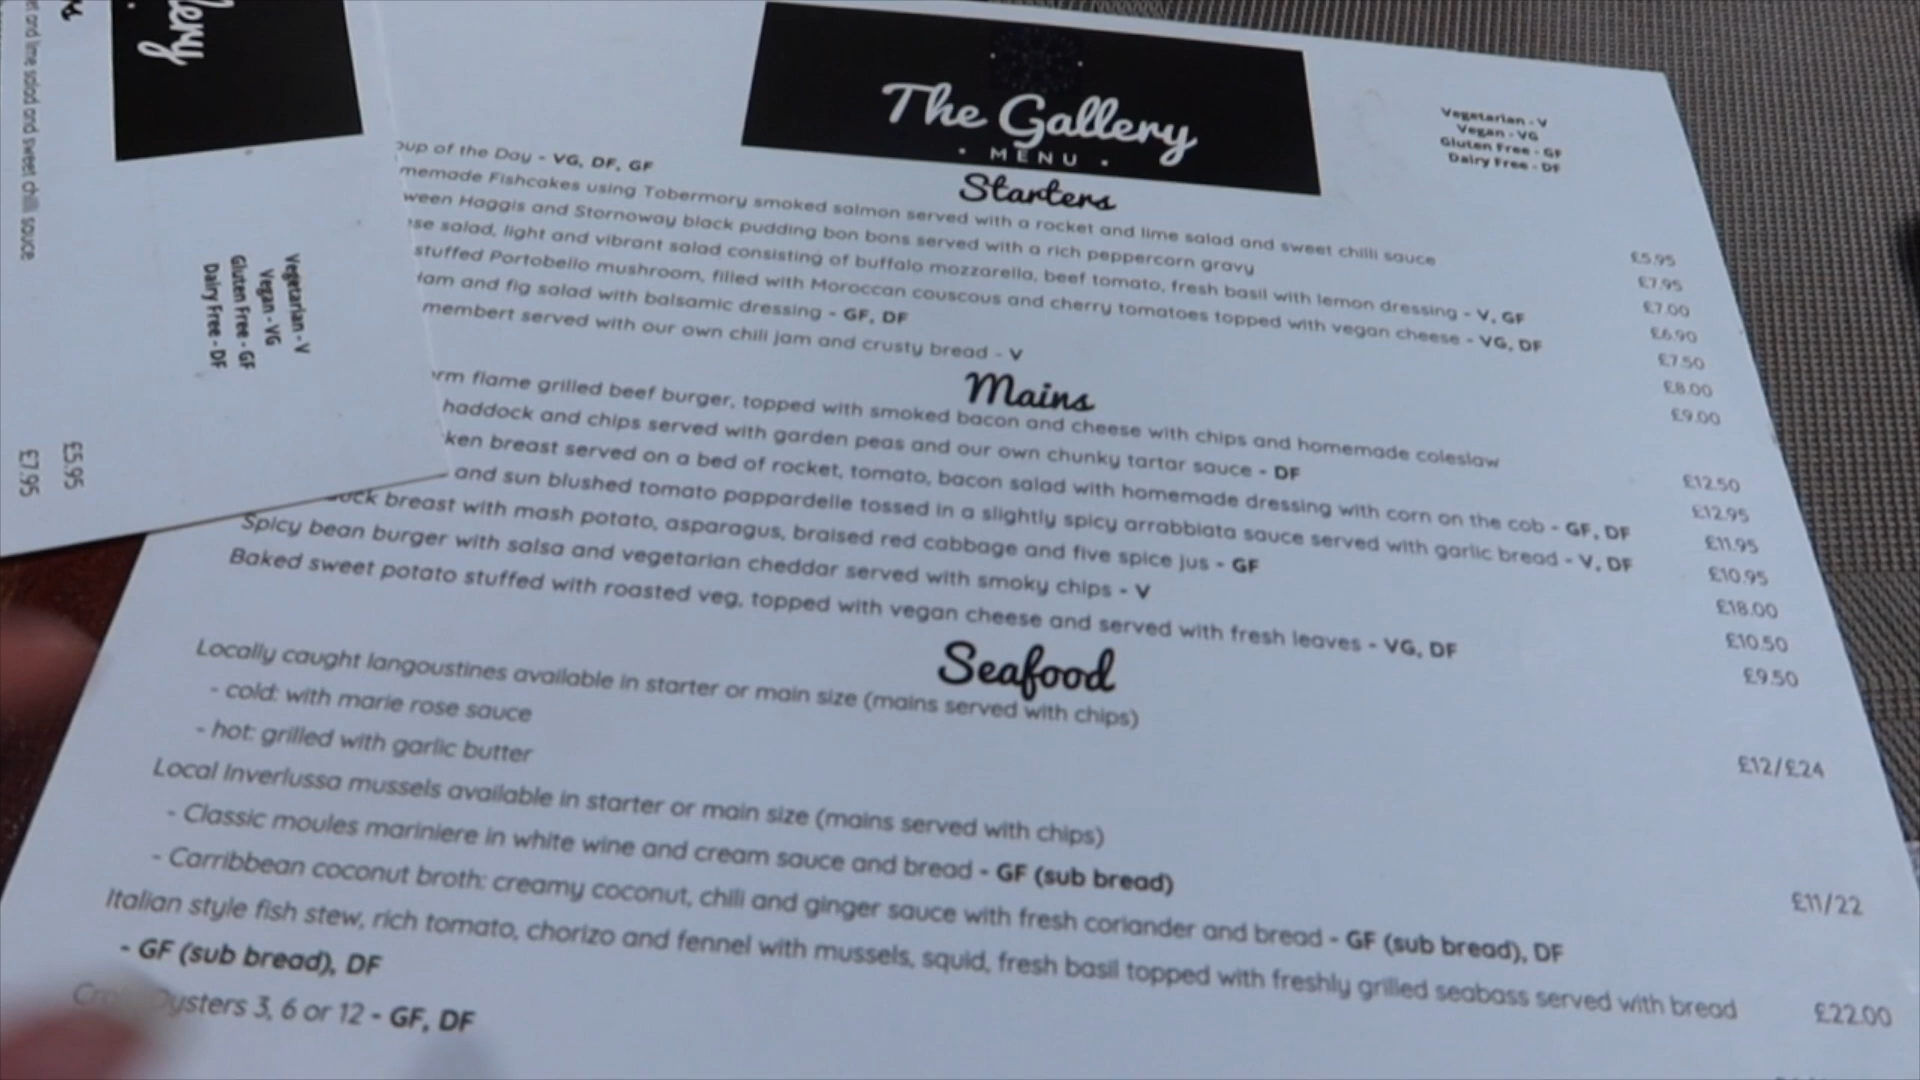 The Gallery
• MENU •
Vegetarian - V
Vegan - VG
Gluten Free - GF
Dairy Free - DF
Starters
of the Day - VG, DF, GF £5.95
Fishcakes using Tobermory smoked salmon served with a rocket and lime salad and sweet chilli sauce £7.95
Haggis and Stornoway black pudding bon bons served with a rich peppercorn gravy £7.00
salad, light and vibrant salad consisting of buffalo mozzarella, beef tomato, fresh basil with lemon dressing - V, GF £6.90
stuffed Portobello mushroom, filled with Moroccan couscous and cherry tomatoes topped with vegan cheese - VG, DF £7.50
and fig salad with balsamic dressing - GF, DF £8.00
served with our own chili jam and crusty bread - V £9.00
Mains
flame grilled beef burger, topped with smoked bacon and cheese with chips and homemade coleslaw £12.50
haddock and chips served with garden peas and our own chunky tartar sauce - DF £12.95
breast served on a bed of rocket, tomato, bacon salad with homemade dressing with corn on the cob - GF, DF £11.95
and sun blushed tomato pappardelle tossed in a slightly spicy arrabbiata sauce served with garlic bread - V, DF £10.95
breast with mash potato, asparagus, braised red cabbage and five spice jus - GF £18.00
Spicy bean burger with salsa and vegetarian cheddar served with smoky chips - V £10.50
Baked sweet potato stuffed with roasted veg, topped with vegan cheese and served with fresh leaves - VG, DF £9.50
Seafood
Locally caught langoustines available in starter or main size (mains served with chips)
- cold: with marie rose sauce
- hot: grilled with garlic butter £12/£24
Local Inverlussa mussels available in starter or main size (mains served with chips)
- Classic moules mariniere in white wine and cream sauce and bread - GF (sub bread)
- Carribbean coconut broth: creamy coconut, chili and ginger sauce with fresh coriander and bread - GF (sub bread), DF £11/22
Italian style fish stew, rich tomato, chorizo and fennel with mussels, squid, fresh basil topped with freshly grilled seabass served with bread £22.00
- GF (sub bread), DF
Oysters 3, 6 or 12 - GF, DF
Vegetarian - V
Vegan - VG
Gluten Free - GF
Dairy Free - DF
£5.95
and lime salad and sweet chilli sauce £7.95